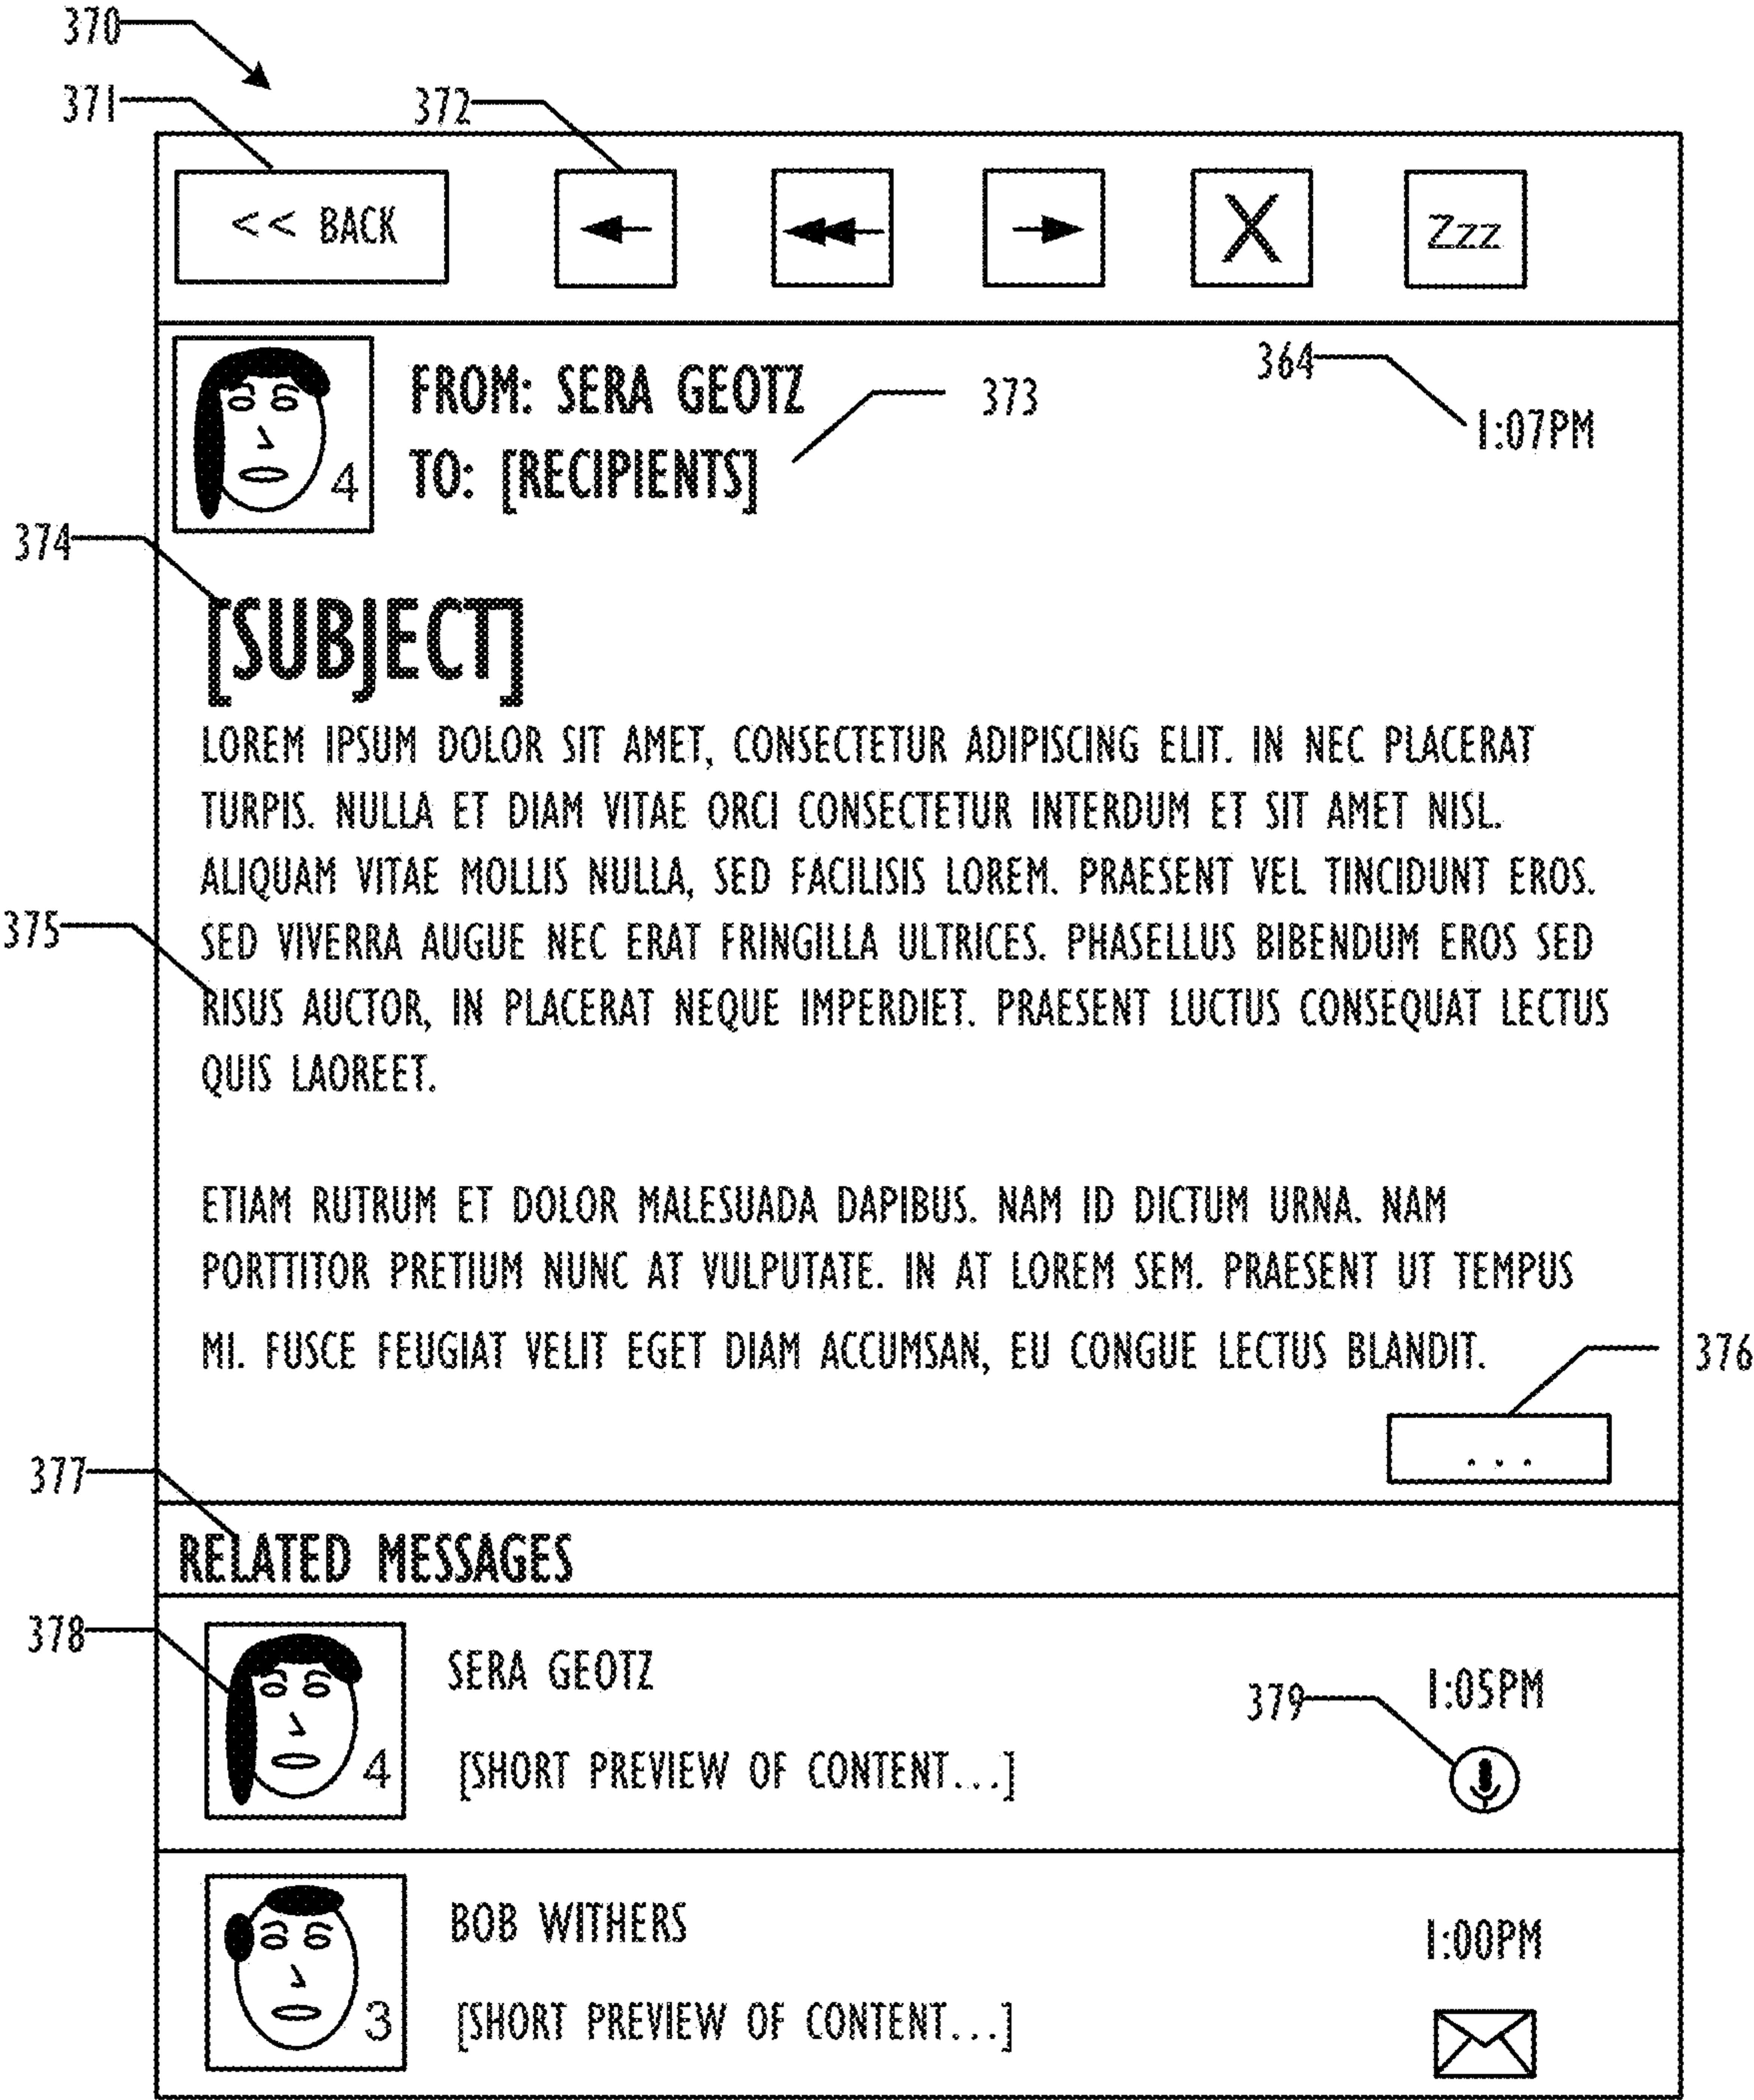 370
371
372
<< BACK
Zzz
FROM: SERA GEOTZ
364
373
1:07PM
TO: [RECIPIENTS]
4
374
[SUBJECT]
LOREM IPSUM DOLOR SIT AMET, CONSECTETUR ADIPISCING ELIT. IN NEC PLACERAT
TURPIS. NULLA ET DIAM VITAE ORCI CONSECTETUR INTERDUM ET SIT AMET NISL.
ALIQUAM VITAE MOLLIS NULLA, SED FACILISIS LOREM. PRAESENT VEL TINCIDUNT EROS.
375
SED VIVERRA AUGUE NEC ERAT FRINGILLA ULTRICES. PHASELLUS BIBENDUM EROS SED
RISUS AUCTOR, IN PLACERAT NEQUE IMPERDIET. PRAESENT LUCTUS CONSEQUAT LECTUS
QUIS LAOREET.
ETIAM RUTRUM ET DOLOR MALESUADA DAPIBUS. NAM ID DICTUM URNA. NAM
PORTTITOR PRETIUM NUNC AT VULPUTATE. IN AT LOREM SEM. PRAESENT UT TEMPUS
MI. FUSCE FEUGIAT VELIT EGET DIAM ACCUMSAN, EU CONGUE LECTUS BLANDIT.
376
...
377
RELATED MESSAGES
378
SERA GEOTZ
379
1:05PM
4
[SHORT PREVIEW OF CONTENT...]
BOB WITHERS
1:00PM
3
[SHORT PREVIEW OF CONTENT...]